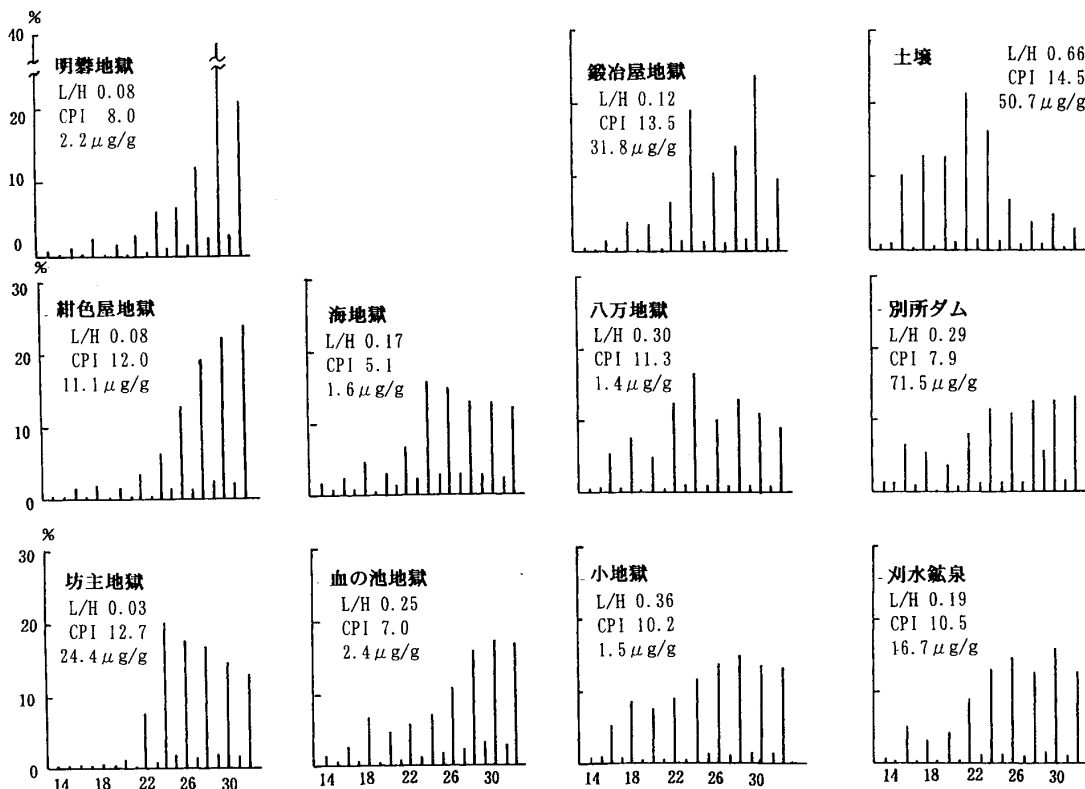 %
40
20
10
0
明礬地獄
L/H 0.08
CPI 8.0
2.2μg/g
鍛冶屋地獄
L/H 0.12
CPI 13.5
31.8μg/g
土壌
L/H 0.66
CPI 14.5
50.7μg/g
%
30
20
10
0
紺色屋地獄
L/H 0.08
CPI 12.0
11.1μg/g
海地獄
L/H 0.17
CPI 5.1
1.6μg/g
八万地獄
L/H 0.30
CPI 11.3
1.4μg/g
別所ダム
L/H 0.29
CPI 7.9
71.5μg/g
%
30
20
10
0
坊主地獄
L/H 0.03
CPI 12.7
24.4μg/g
14 18 22 26 30
血の池地獄
L/H 0.25
CPI 7.0
2.4μg/g
14 18 22 26 30
小地獄
L/H 0.36
CPI 10.2
1.5μg/g
14 18 22 26 30
刈水鉱泉
L/H 0.19
CPI 10.5
16.7μg/g
14 18 22 26 30